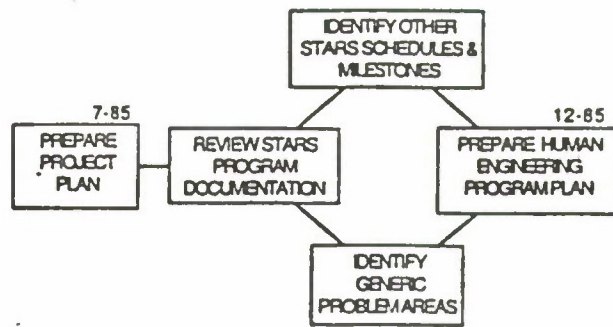 IDENTIFY OTHER
STARS SCHEDULES &
MILESTONES
7-85
PREPARE
PROJECT
PLAN
REVIEW STARS
PROGRAM
DOCUMENTATION
12-85
PREPARE HUMAN
ENGINEERING
PROGRAM PLAN
IDENTIFY
GENERIC
PROBLEM AREAS